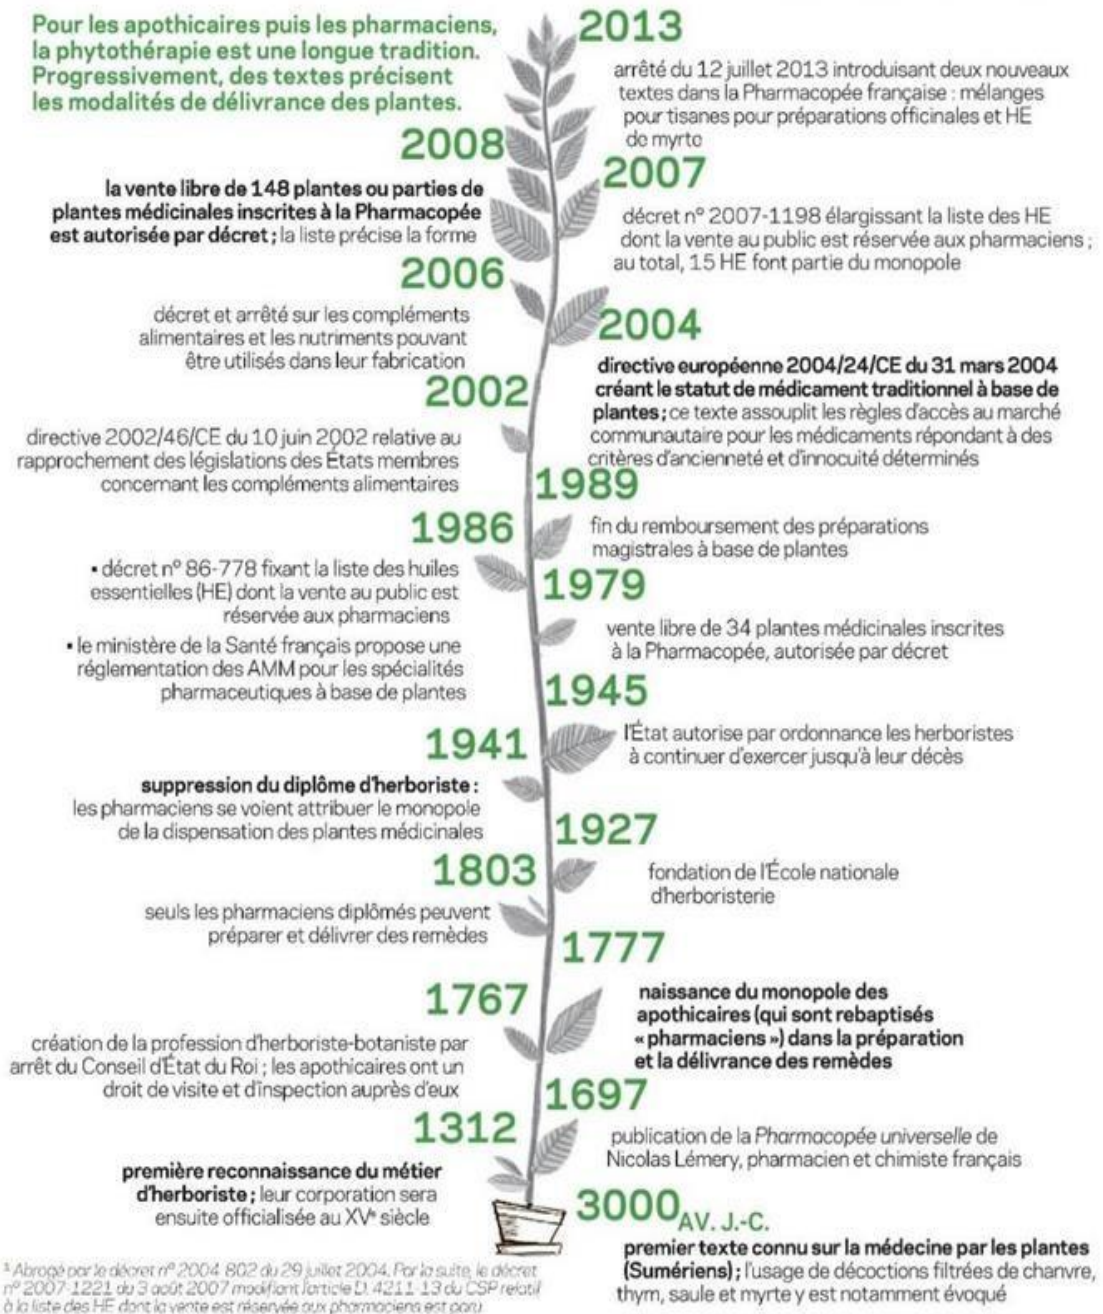 Pour les apothicaires puis les pharmaciens,
la phytothérapie est une longue tradition.
Progressivement, des textes précisent
les modalités de délivrance des plantes.
2013
arrêté du 12 juillet 2013 introduisant deux nouveaux
textes dans la Pharmacopée française : mélanges
pour tisanes pour préparations officinales et HE
de myrte
2008
la vente libre de 148 plantes ou parties de
plantes médicinales inscrites à la Pharmacopée
est autorisée par décret ; la liste précise la forme
2007
décret nº 2007-1198 élargissant la liste des HE
dont la vente au public est réservée aux pharmaciens ;
au total, 15 HE font partie du monopole
2006
décret et arrêté sur les compléments
alimentaires et les nutriments pouvant
être utilisés dans leur fabrication
2004
directive européenne 2004/24/CE du 31 mars 2004
créant le statut de médicament traditionnel à base de
plantes ; ce texte assouplit les règles d'accès au marché
communautaire pour les médicaments répondant à des
critères d'ancienneté et d'innocuité déterminés
2002
directive 2002/46/CE du 10 juin 2002 relative au
rapprochement des législations des États membres
concernant les compléments alimentaires
1989
fin du remboursement des préparations
magistrales à base de plantes
1986
▪ décret nº 86-778 fixant la liste des huiles
essentielles (HE) dont la vente au public est
réservée aux pharmaciens
▪ le ministère de la Santé français propose une
réglementation des AMM pour les spécialités
pharmaceutiques à base de plantes
1979
vente libre de 34 plantes médicinales inscrites
à la Pharmacopée, autorisée par décret
1945
l'État autorise par ordonnance les herboristes
à continuer d'exercer jusqu'à leur décès
1941
suppression du diplôme d'herboriste :
les pharmaciens se voient attribuer le monopole
de la dispensation des plantes médicinales
1927
fondation de l'École nationale
d'herboristerie
1803
seuls les pharmaciens diplômés peuvent
préparer et délivrer des remèdes
1777
naissance du monopole des
apothicaires (qui sont rebaptisés
« pharmaciens ») dans la préparation
et la délivrance des remèdes
1767
création de la profession d'herboriste-botaniste par
arrêt du Conseil d'État du Roi ; les apothicaires ont un
droit de visite et d'inspection auprès d'eux
1697
publication de la Pharmacopée universelle de
Nicolas Lémery, pharmacien et chimiste français
1312
première reconnaissance du métier
d'herboriste ; leur corporation sera
ensuite officialisée au XVe siècle
3000 AV. J.-C.
premier texte connu sur la médecine par les plantes
(Sumériens) ; l'usage de décoctions filtrées de chanvre,
thym, saule et myrte y est notamment évoqué
1 Abrogé par le décret nº 2004-802 du 29 juillet 2004. Par la suite, le décret
nº 2007-1221 du 3 août 2007 modifiant l'article D. 4211-13 du CSP relatif
à la liste des HE dont la vente est réservée aux pharmaciens est paru